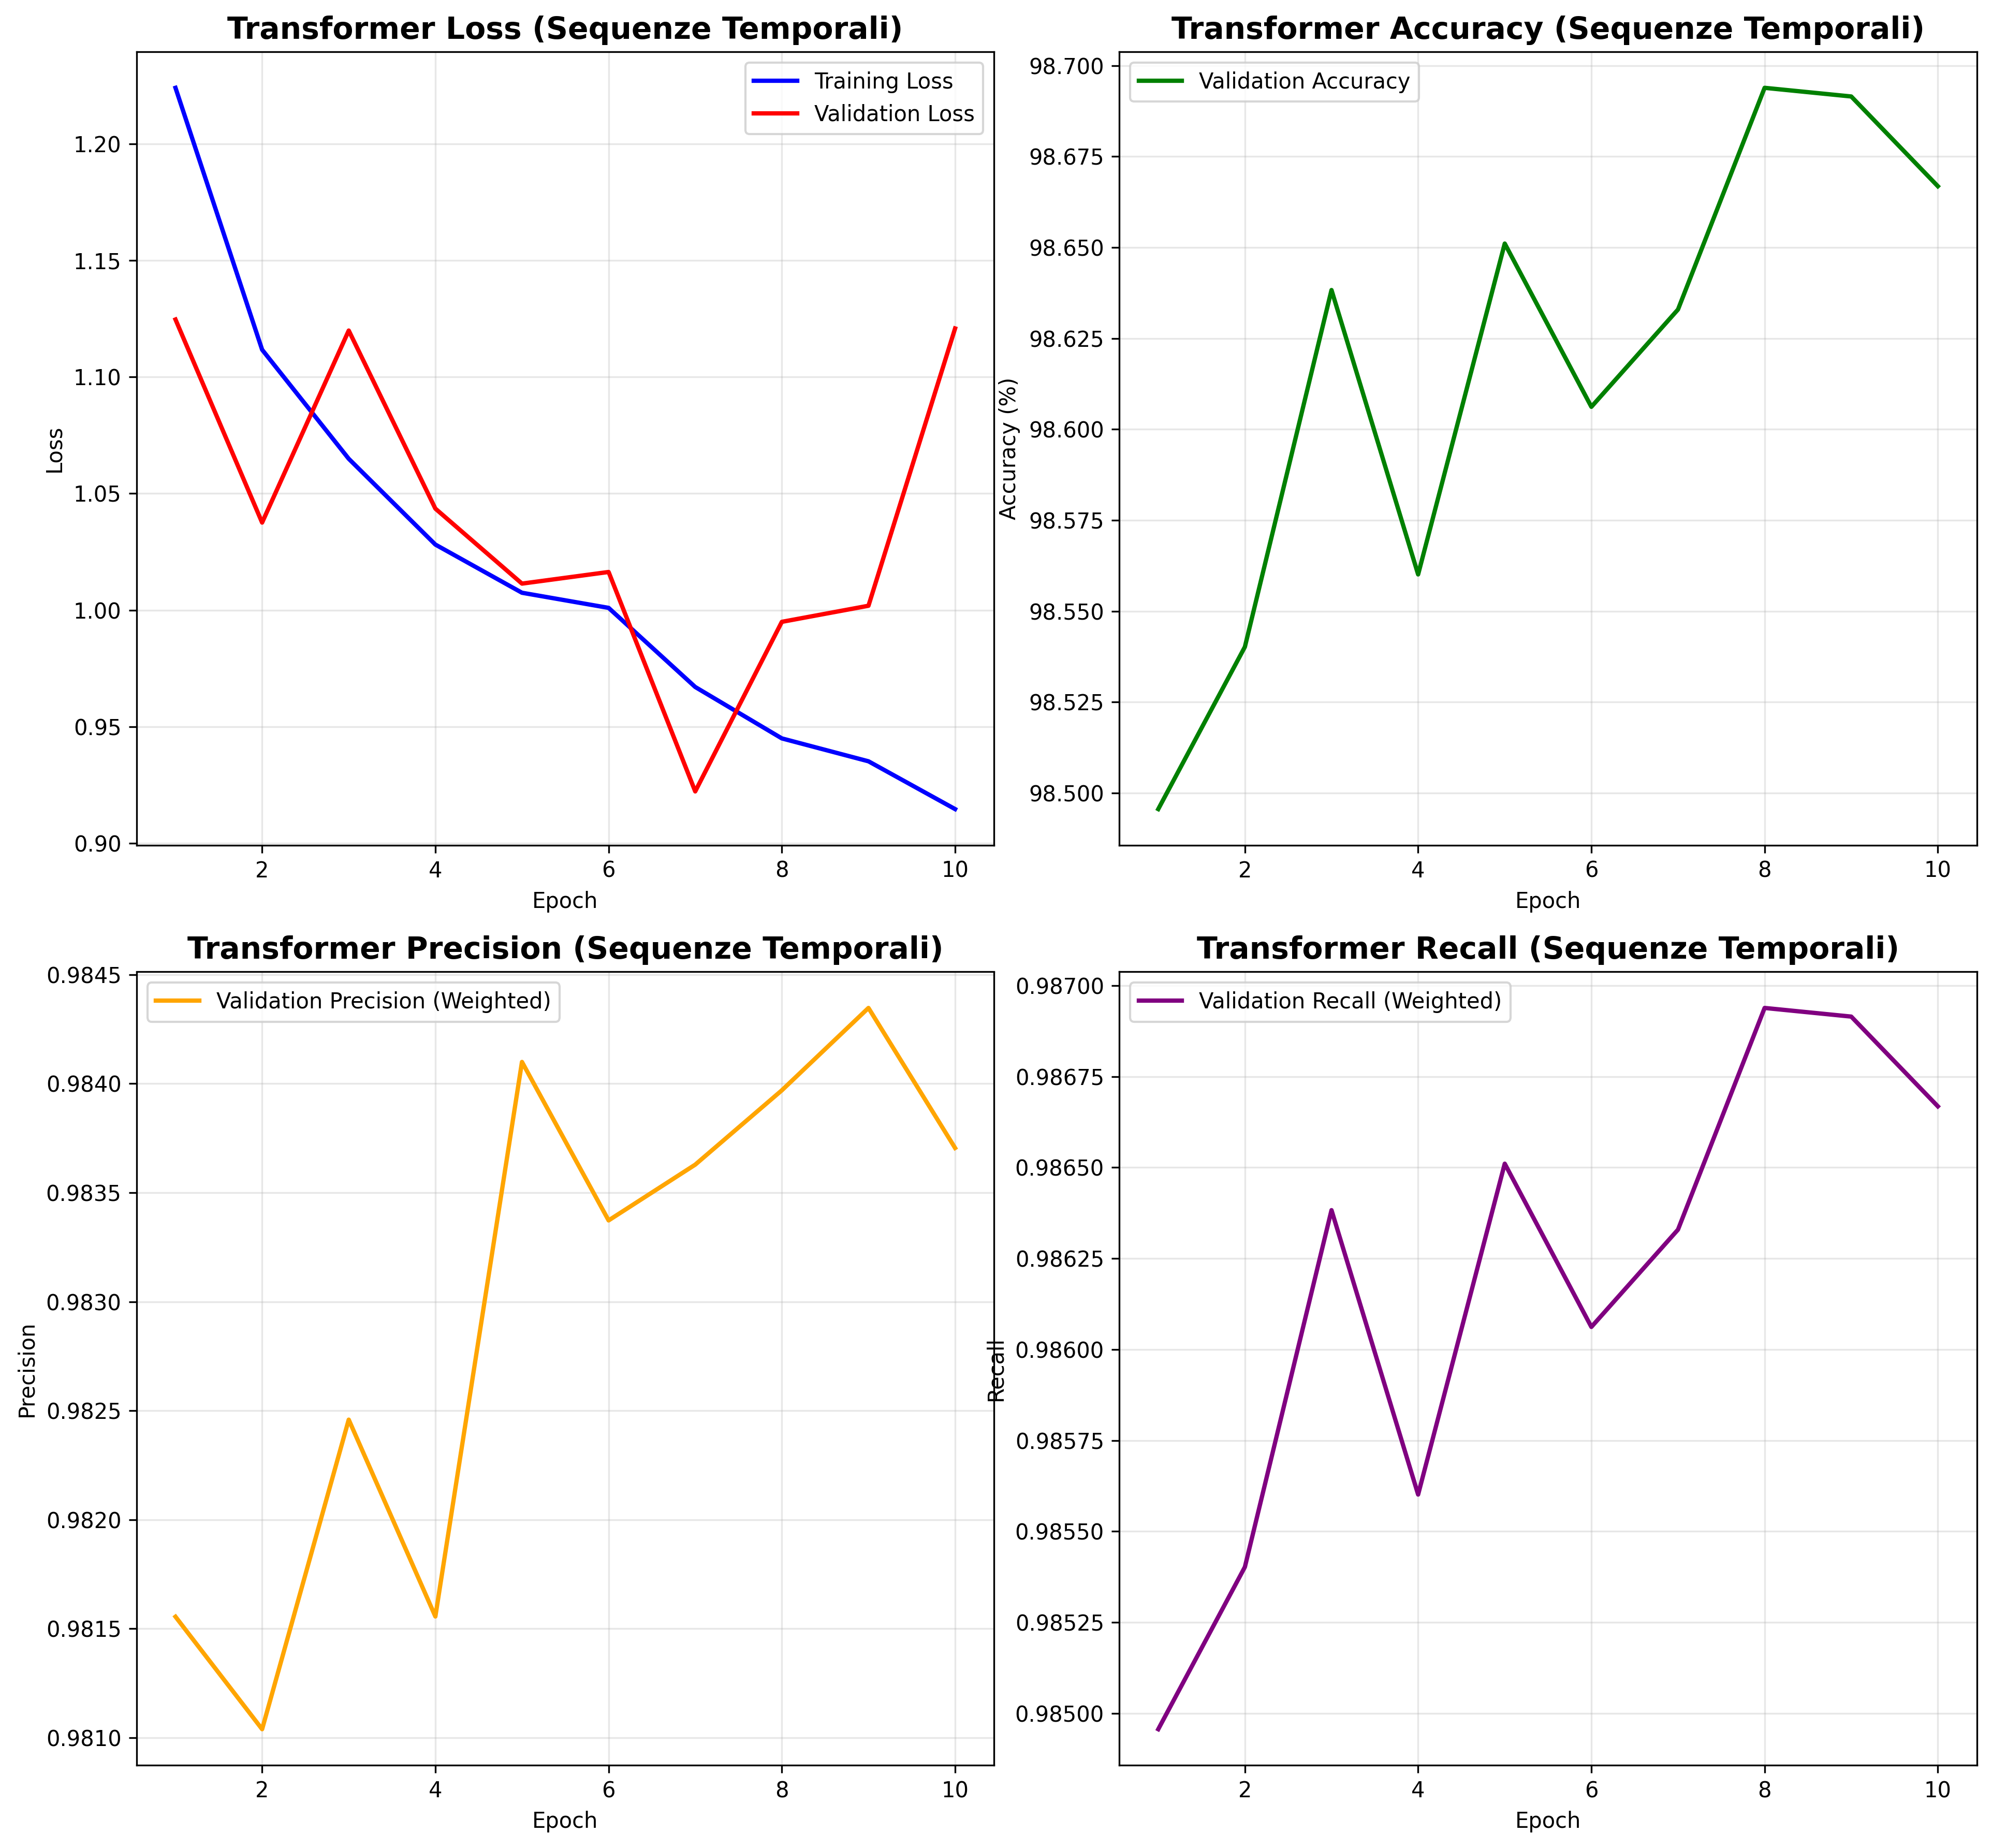 Transformer Loss (Sequenze Temporali)
Training Loss
Validation Loss
1.20
1.15
1.10
1.05
1.00
0.95
0.90
Loss
2 4 6 8 10
Epoch
Transformer Accuracy (Sequenze Temporali)
Validation Accuracy
98.700
98.675
98.650
98.625
98.600
98.575
98.550
98.525
98.500
Accuracy (%)
2 4 6 8 10
Epoch
Transformer Precision (Sequenze Temporali)
Validation Precision (Weighted)
0.9845
0.9840
0.9835
0.9830
0.9825
0.9820
0.9815
0.9810
Precision
2 4 6 8 10
Epoch
Transformer Recall (Sequenze Temporali)
Validation Recall (Weighted)
0.98700
0.98675
0.98650
0.98625
0.98600
0.98575
0.98550
0.98525
0.98500
Recall
2 4 6 8 10
Epoch